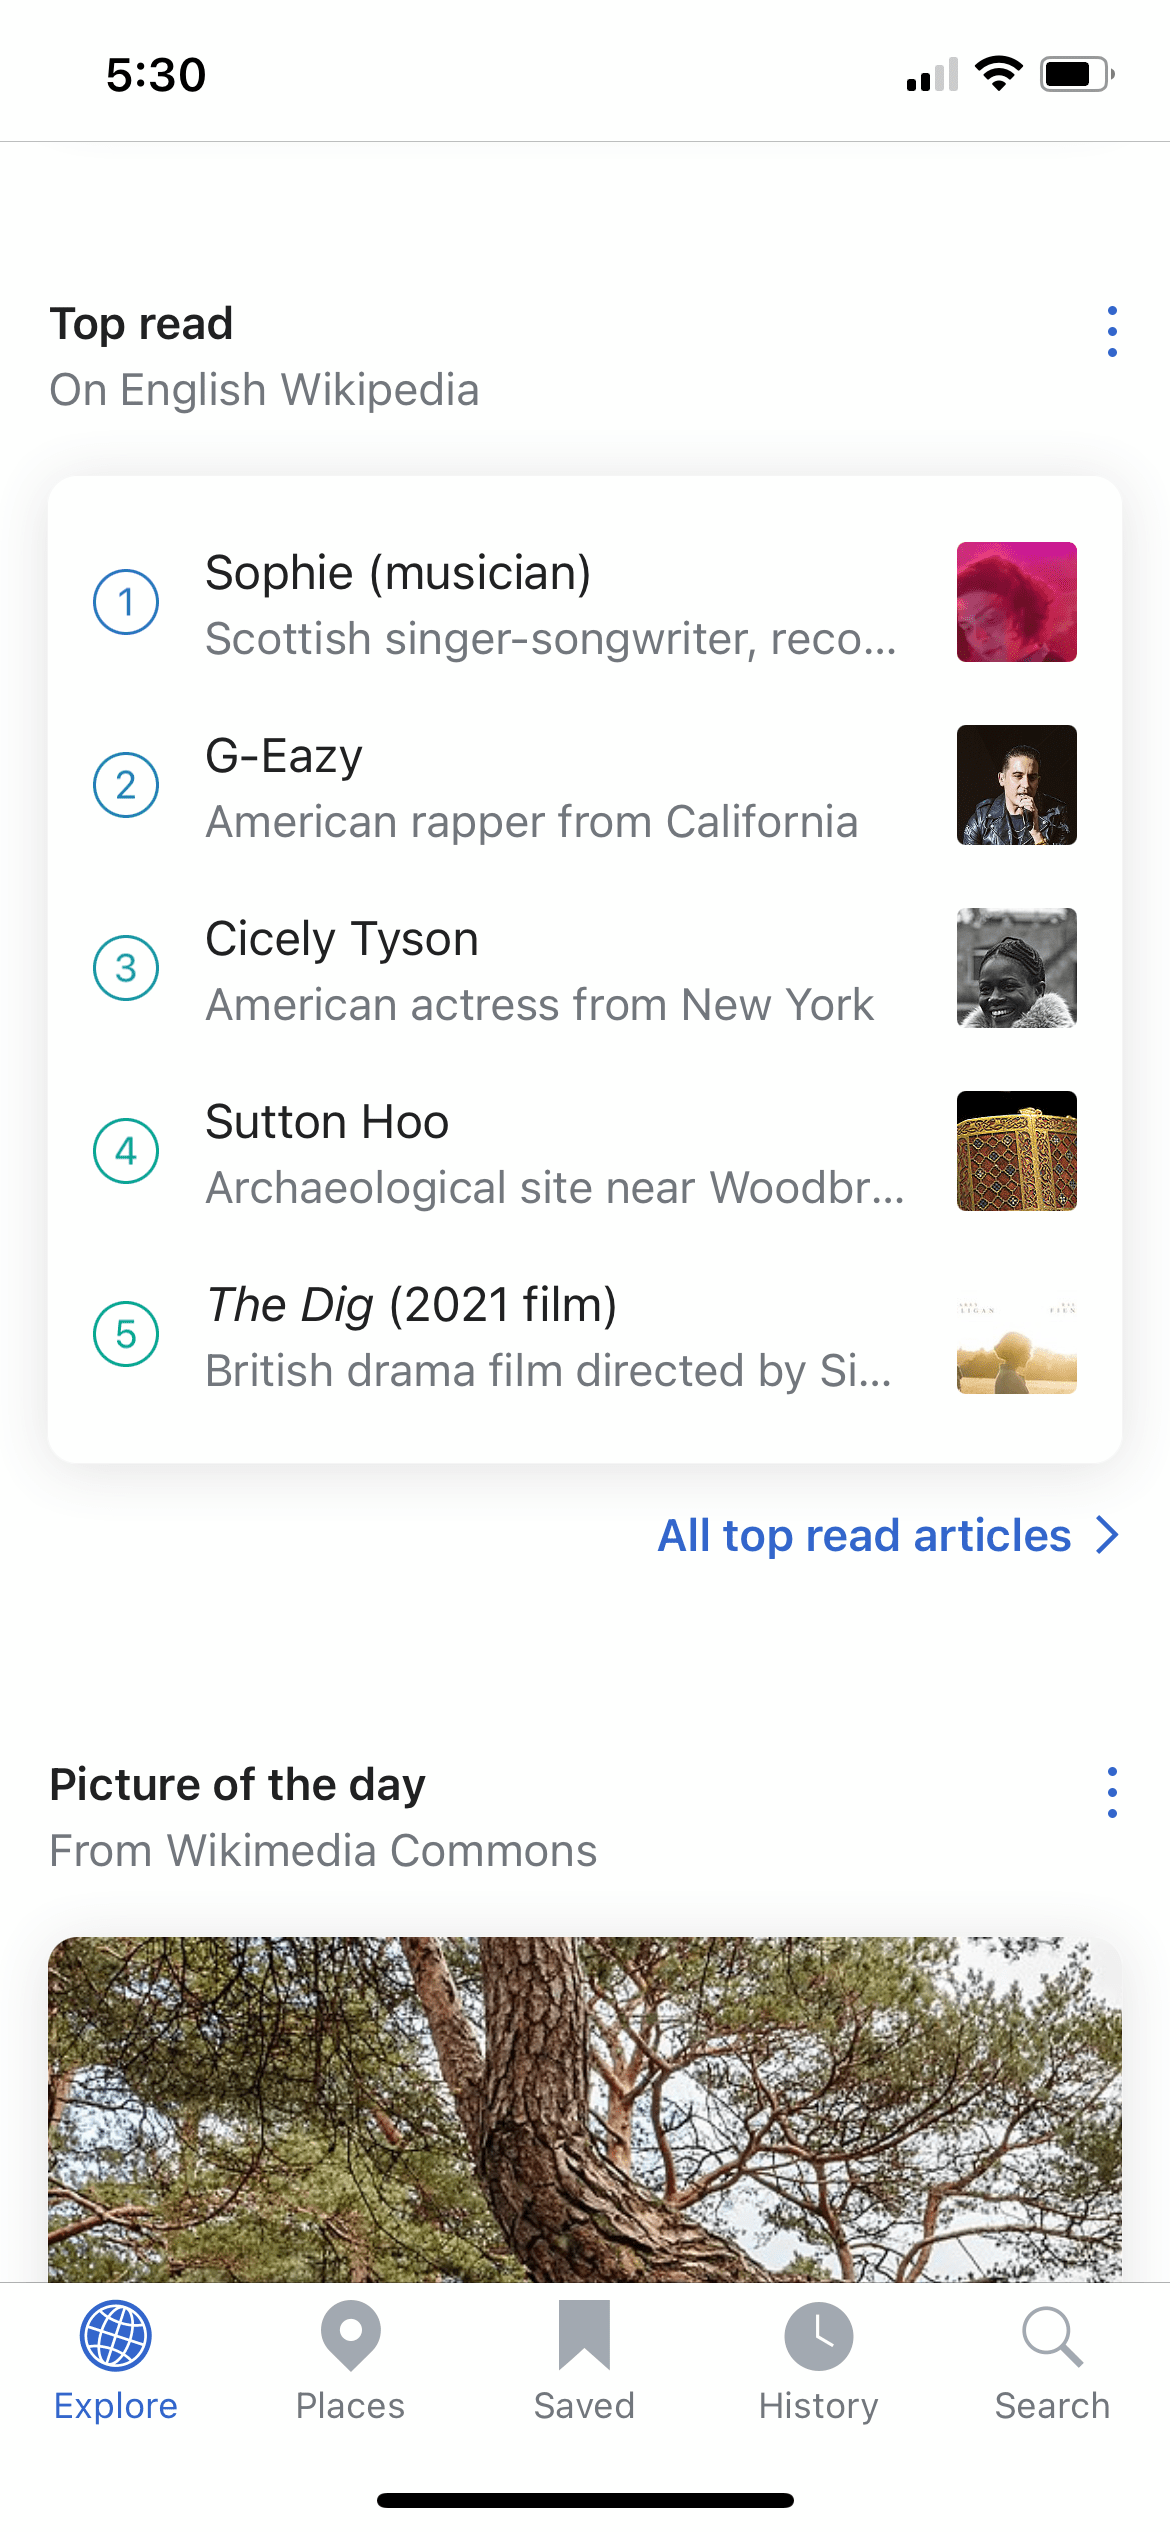 5:30
Top read
On English Wikipedia
1
Sophie (musician)
Scottish singer-songwriter, reco...
2
G-Eazy
American rapper from California
3
Cicely Tyson
American actress from New York
4
Sutton Hoo
Archaeological site near Woodbr...
5
The Dig (2021 film)
British drama film directed by Si...
LIGAN
FIEN
All top read articles
Picture of the day
From Wikimedia Commons
Explore
Places
Saved
History
Search